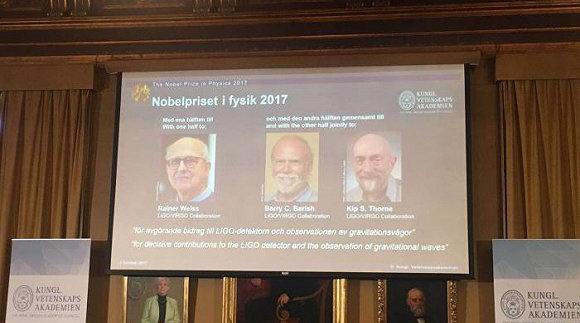 The Nobel Prize in Physics 2017
Nobelpriset i fysik 2017
KUNGL.
VETENSKAPS
AKADEMIEN
Med ena hälften till
With one half to:
och med den andra hälften gemensamt till
and with the other half jointly to:
Rainer Weiss
LIGO/VIRGO Collaboration
Barry C. Barish
LIGO/VIRGO Collaboration
Kip S. Thorne
LIGO/VIRGO Collaboration
"för avgörande bidrag till LIGO-detektorn och observationen av gravitationsvågor"
"for decisive contributions to the LIGO detector and the observation of gravitational waves"
3 October 2017
© Kungl. Vetenskapsakademien
KUNGL.
VETENSKAPS
AKADEMIEN
KUNGL.
VETENSKAPS
AKADEMIEN